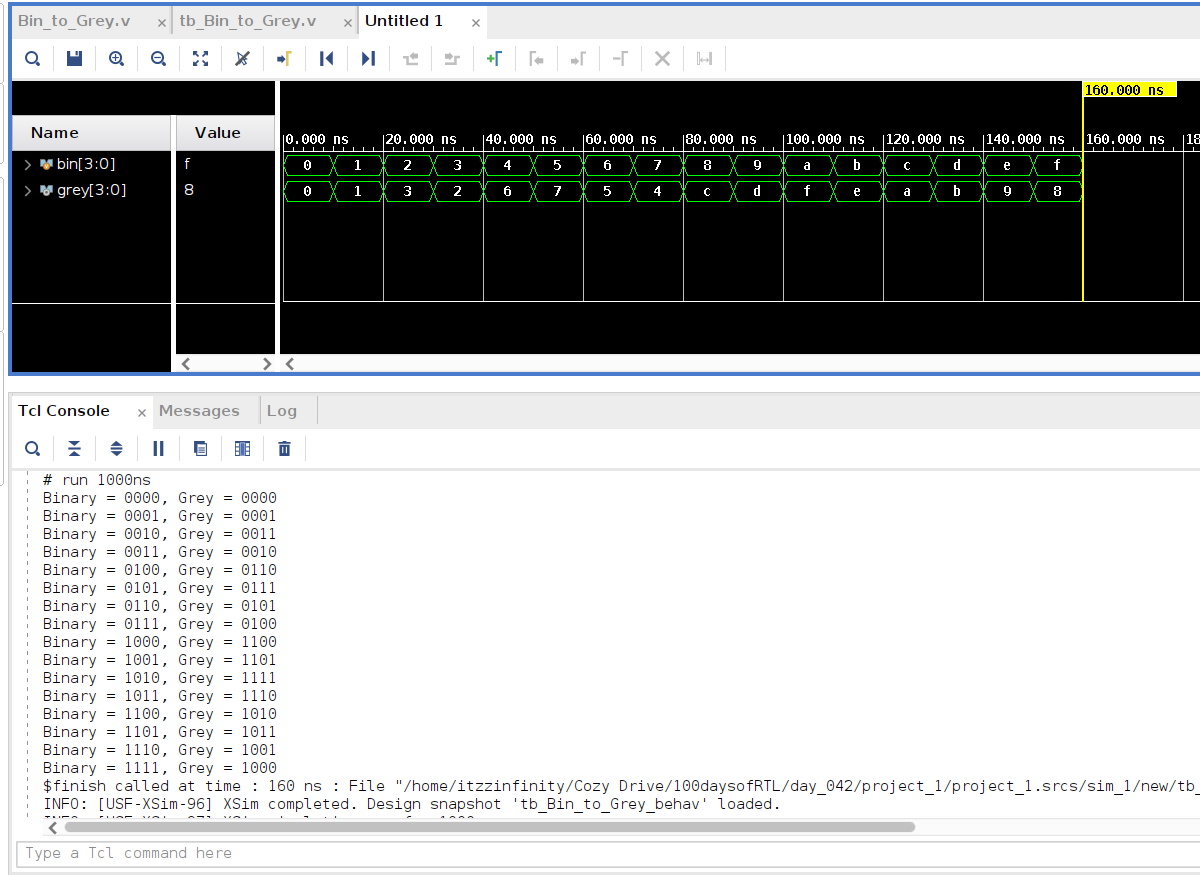 Bin_to_Grey.v × tb_Bin_to_Grey.v × Untitled 1 ×
160.000 ns
Name Value
0.000 ns 20.000 ns 40.000 ns 60.000 ns 80.000 ns 100.000 ns 120.000 ns 140.000 ns 160.000 ns 18
bin[3:0] f 0 1 2 3 4 5 6 7 8 9 a b c d e f
grey[3:0] 8 0 1 3 2 6 7 5 4 c d f e a b 9 8
Tcl Console × Messages Log
# run 1000ns
Binary = 0000, Grey = 0000
Binary = 0001, Grey = 0001
Binary = 0010, Grey = 0011
Binary = 0011, Grey = 0010
Binary = 0100, Grey = 0110
Binary = 0101, Grey = 0111
Binary = 0110, Grey = 0101
Binary = 0111, Grey = 0100
Binary = 1000, Grey = 1100
Binary = 1001, Grey = 1101
Binary = 1010, Grey = 1111
Binary = 1011, Grey = 1110
Binary = 1100, Grey = 1010
Binary = 1101, Grey = 1011
Binary = 1110, Grey = 1001
Binary = 1111, Grey = 1000
$finish called at time : 160 ns : File "/home/itzzinfinity/Cozy Drive/100daysofRTL/day_042/project_1/project_1.srcs/sim_1/new/tb_
INFO: [USF-XSim-96] XSim completed. Design snapshot 'tb_Bin_to_Grey_behav' loaded.
Type a Tcl command here